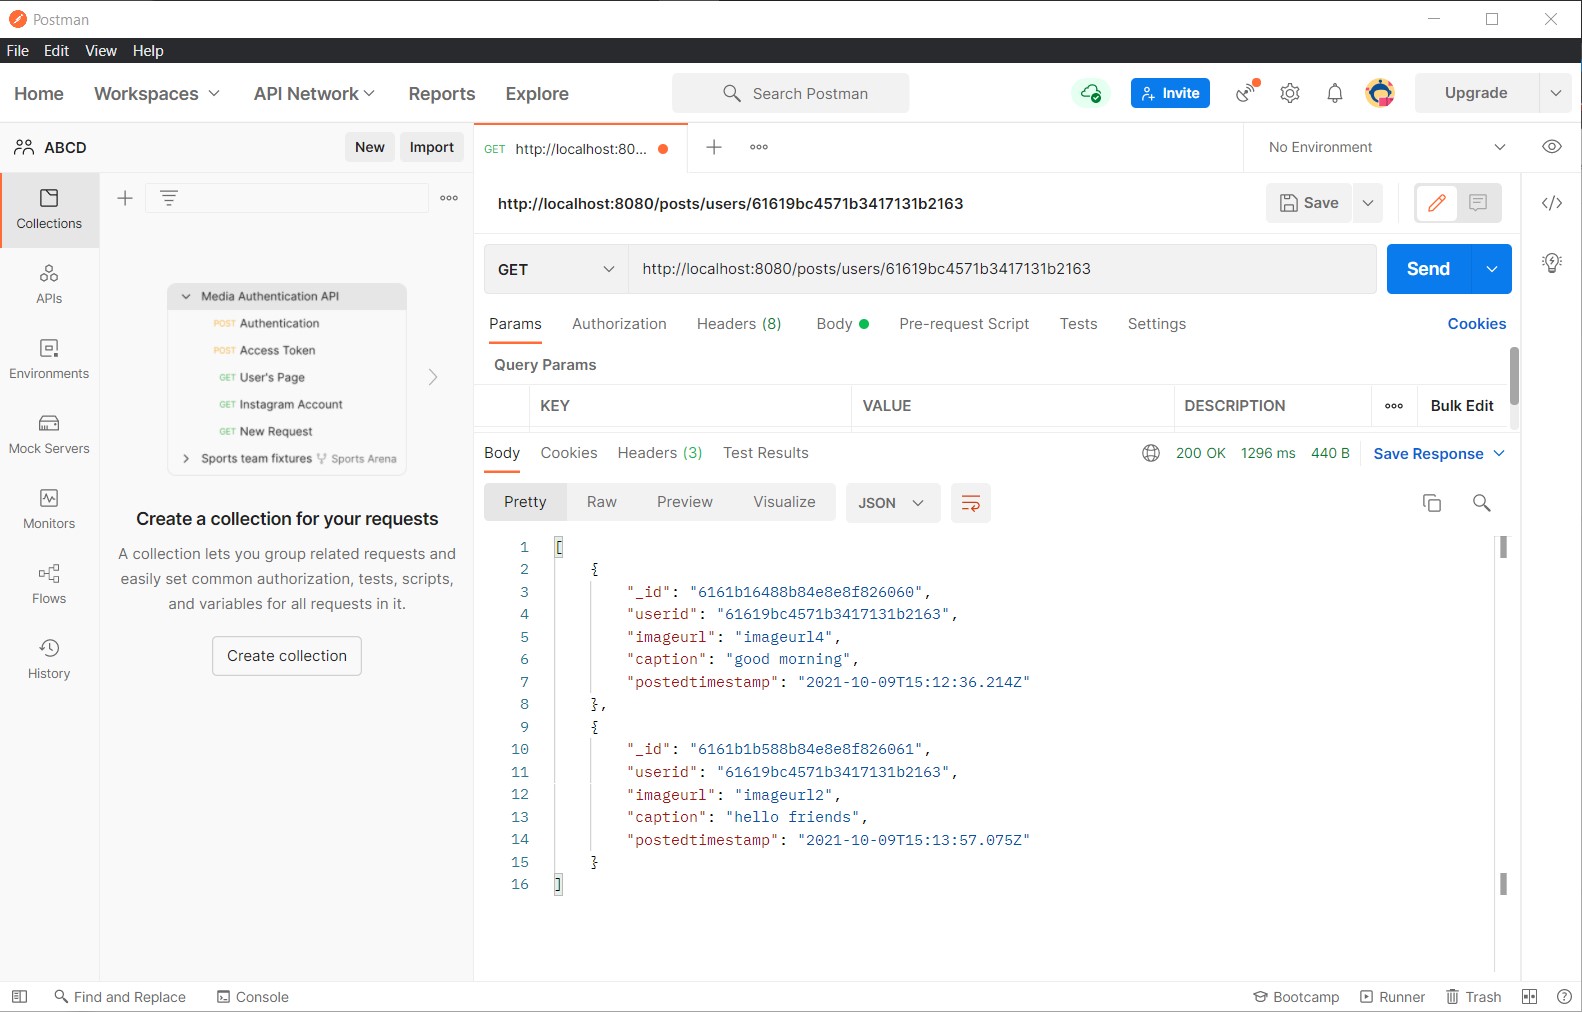 Postman
File Edit View Help
Home Workspaces API Network Reports Explore Search Postman Invite Upgrade
ABCD New Import
GET http://localhost:80... No Environment
Collections
APIs
Environments
Mock Servers
Monitors
Flows
History
Media Authentication API
POST Authentication
POST Access Token
GET User's Page
GET Instagram Account
GET New Request
Sports team fixtures Sports Arena
Create a collection for your requests
A collection lets you group related requests and
easily set common authorization, tests, scripts,
and variables for all requests in it.
Create collection
http://localhost:8080/posts/users/61619bc4571b3417131b2163 Save
GET http://localhost:8080/posts/users/61619bc4571b3417131b2163 Send
Params Authorization Headers (8) Body Pre-request Script Tests Settings Cookies
Query Params
KEY VALUE DESCRIPTION Bulk Edit
Body Cookies Headers (3) Test Results 200 OK 1296 ms 440 B Save Response
Pretty Raw Preview Visualize JSON
1 [
2 {
3 "_id": "6161b16488b84e8e8f826060",
4 "userid": "61619bc4571b3417131b2163",
5 "imageurl": "imageurl4",
6 "caption": "good morning",
7 "postedtimestamp": "2021-10-09T15:12:36.214Z"
8 },
9 {
10 "_id": "6161b1b588b84e8e8f826061",
11 "userid": "61619bc4571b3417131b2163",
12 "imageurl": "imageurl2",
13 "caption": "hello friends",
14 "postedtimestamp": "2021-10-09T15:13:57.075Z"
15 }
16 ]
Find and Replace Console Bootcamp Runner Trash